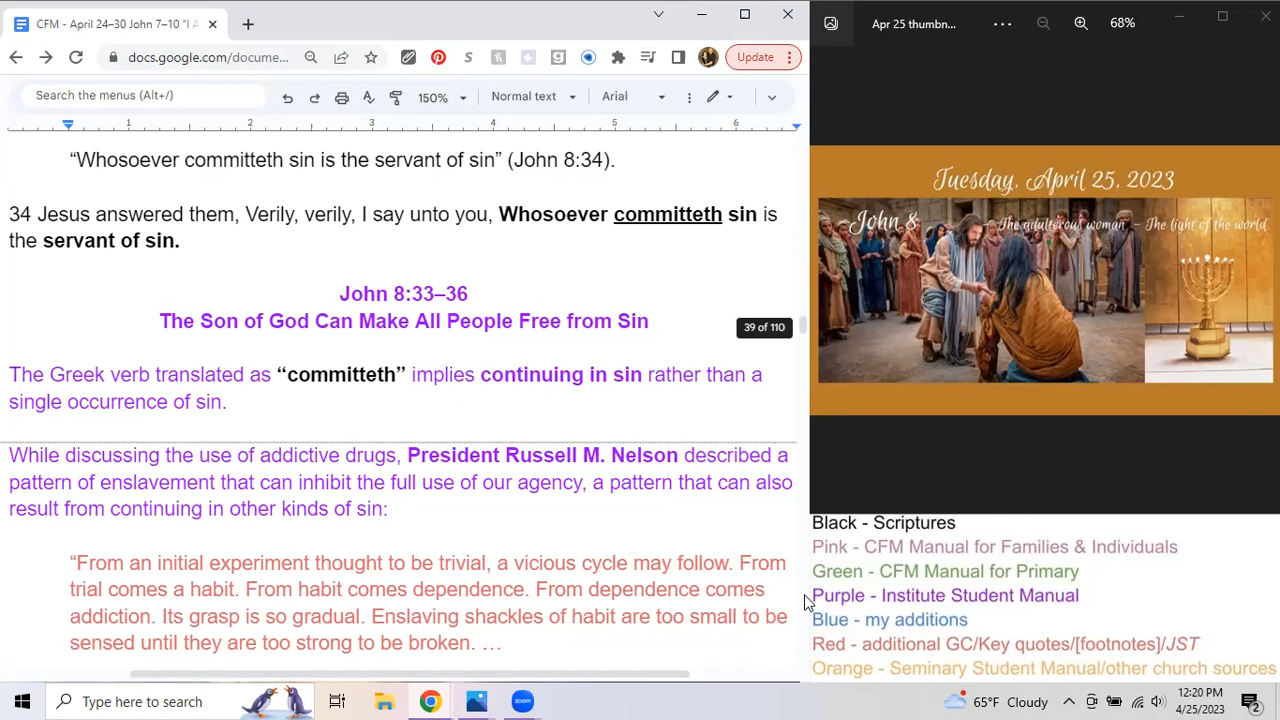 CFM - April 24–30 John 7–10 "I A
docs.google.com/docume...
Update
Search the menus (Alt+/)
150%
Normal text
Arial
1 2 3 4 5 6
“Whosoever committeth sin is the servant of sin” (John 8:34).
34 Jesus answered them, Verily, verily, I say unto you, Whosoever committeth sin is
the servant of sin.
John 8:33–36
The Son of God Can Make All People Free from Sin
39 of 110
The Greek verb translated as “committeth” implies continuing in sin rather than a
single occurrence of sin.
While discussing the use of addictive drugs, President Russell M. Nelson described a
pattern of enslavement that can inhibit the full use of our agency, a pattern that can also
result from continuing in other kinds of sin:
“From an initial experiment thought to be trivial, a vicious cycle may follow. From
trial comes a habit. From habit comes dependence. From dependence comes
addiction. Its grasp is so gradual. Enslaving shackles of habit are too small to be
sensed until they are too strong to be broken. …
Apr 25 thumbn...
68%
Tuesday, April 25, 2023
John 8
The adulterous woman – The light of the world
Black - Scriptures
Pink - CFM Manual for Families & Individuals
Green - CFM Manual for Primary
Purple - Institute Student Manual
Blue - my additions
Red - additional GC/Key quotes/[footnotes]/JST
Orange - Seminary Student Manual/other church sources
Type here to search
zoom
65°F Cloudy
12:20 PM
4/25/2023
2